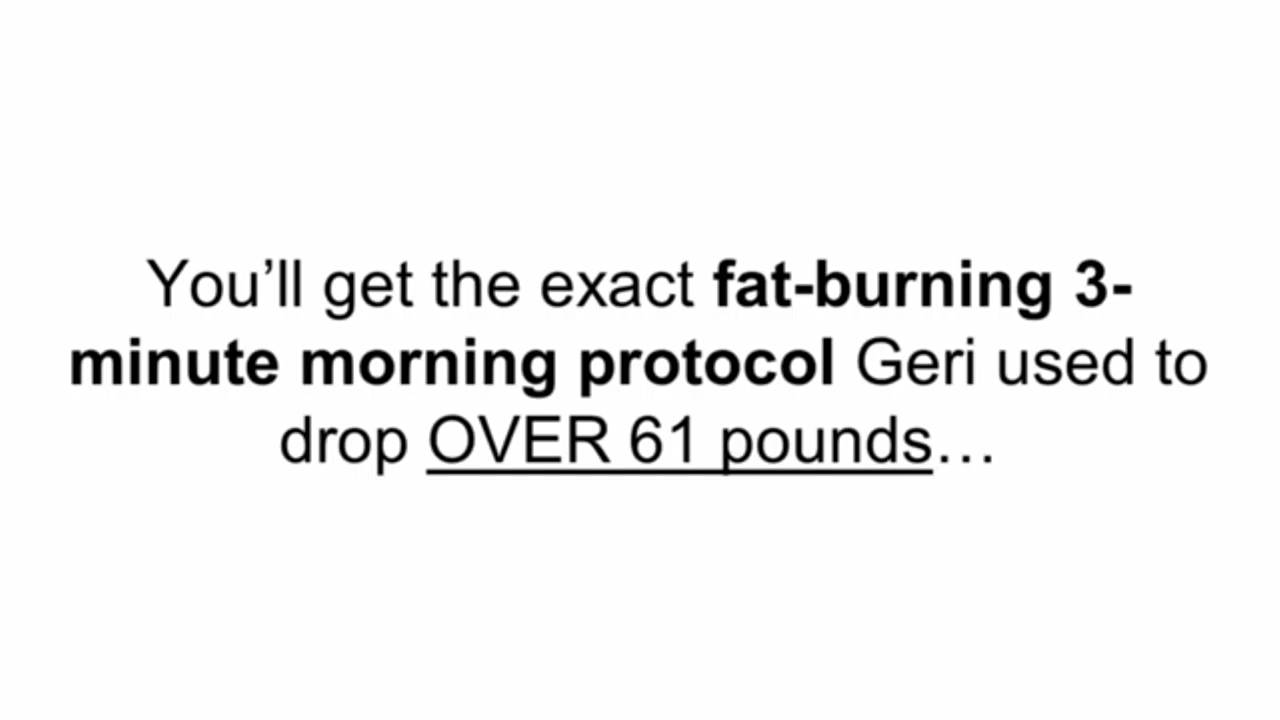 You’ll get the exact fat-burning 3-
minute morning protocol Geri used to
drop OVER 61 pounds…